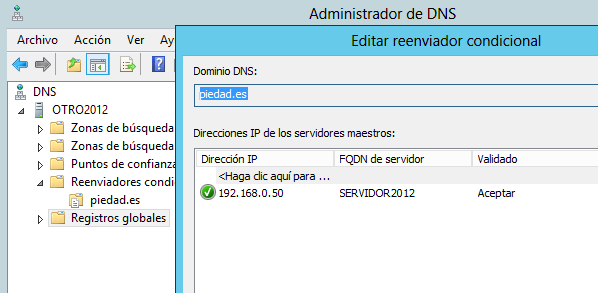 Administrador de DNS
Archivo Acción Ver Ay
DNS
OTRO2012
Zonas de búsqueda
Zonas de búsqueda
Puntos de confianza
Reenviadores condi
piedad.es
Registros globales
Editar reenviador condicional
Dominio DNS:
piedad.es
Direcciones IP de los servidores maestros:
Dirección IP FQDN de servidor Validado
<Haga clic aquí para ...
192.168.0.50 SERVIDOR2012 Aceptar